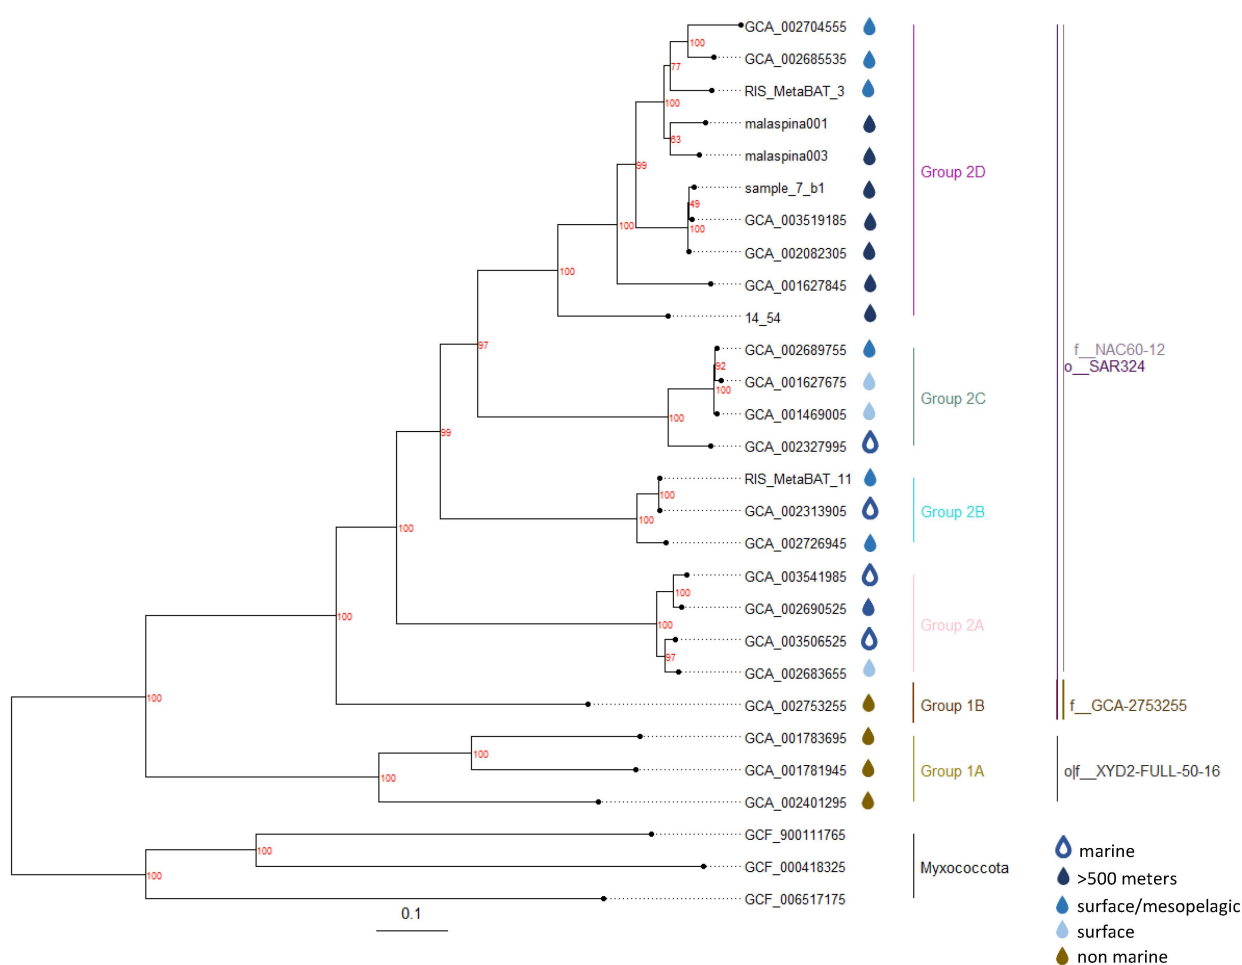 GCA_002704555
100
GCA_002685535
77
RIS_MetaBAT_3
100
malaspina001
83
malaspina003
99
Group 2D
sample_7_b1
49
GCA_003519185
100
100
GCA_002082305
100
GCA_001627845
14_54
97
GCA_002689755
f__NAC60-12
92
o__SAR324
GCA_001627675
100
Group 2C
GCA_001469005
100
99
GCA_002327995
RIS_MetaBAT_11
100
GCA_002313905
Group 2B
100
100
GCA_002726945
GCA_003541985
100
GCA_002690525
100
100
Group 2A
GCA_003506525
97
GCA_002683655
100
GCA_002753255
Group 1B
f__GCA-2753255
GCA_001783695
100
GCA_001781945
Group 1A
o|f__XYD2-FULL-50-16
100
GCA_002401295
GCF_900111765
100
marine
GCF_000418325
Myxococcota
100
>500 meters
GCF_006517175
surface/mesopelagic
0.1
surface
non marine